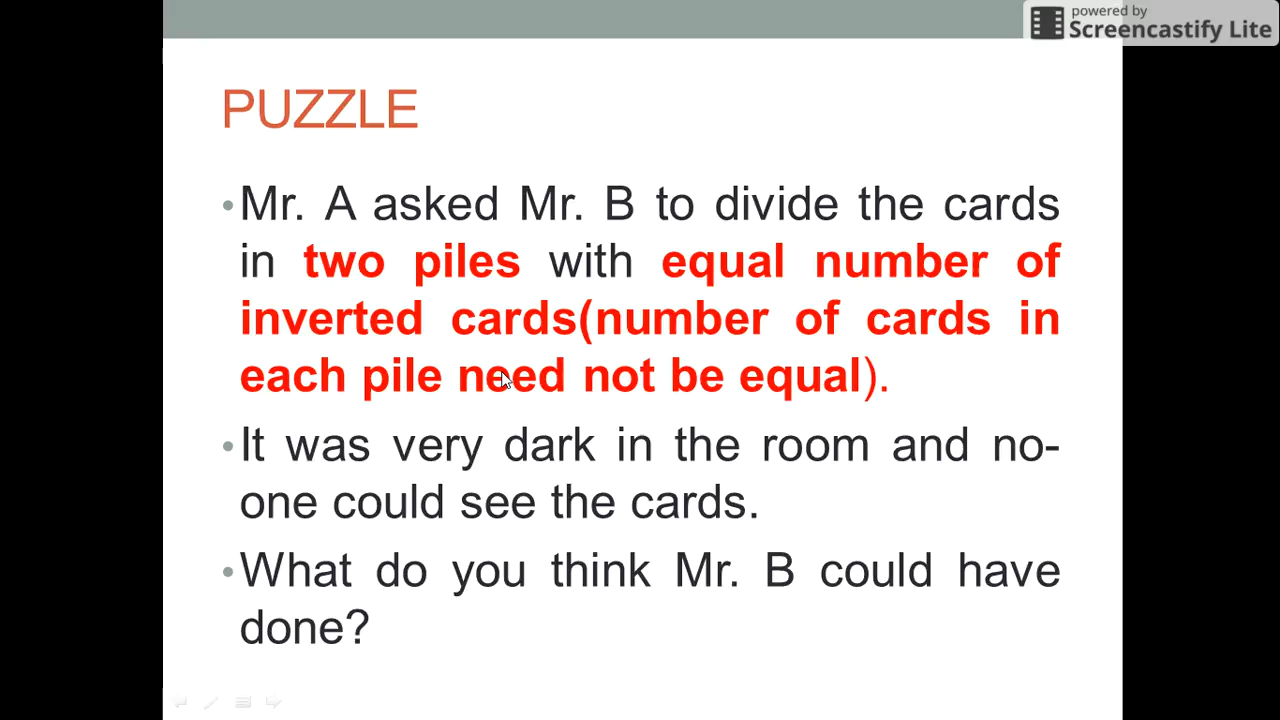 powered by
Screencastify Lite
PUZZLE
•Mr. A asked Mr. B to divide the cards
in two piles with equal number of
inverted cards(number of cards in
each pile need not be equal).
•It was very dark in the room and no-
one could see the cards.
•What do you think Mr. B could have
done?